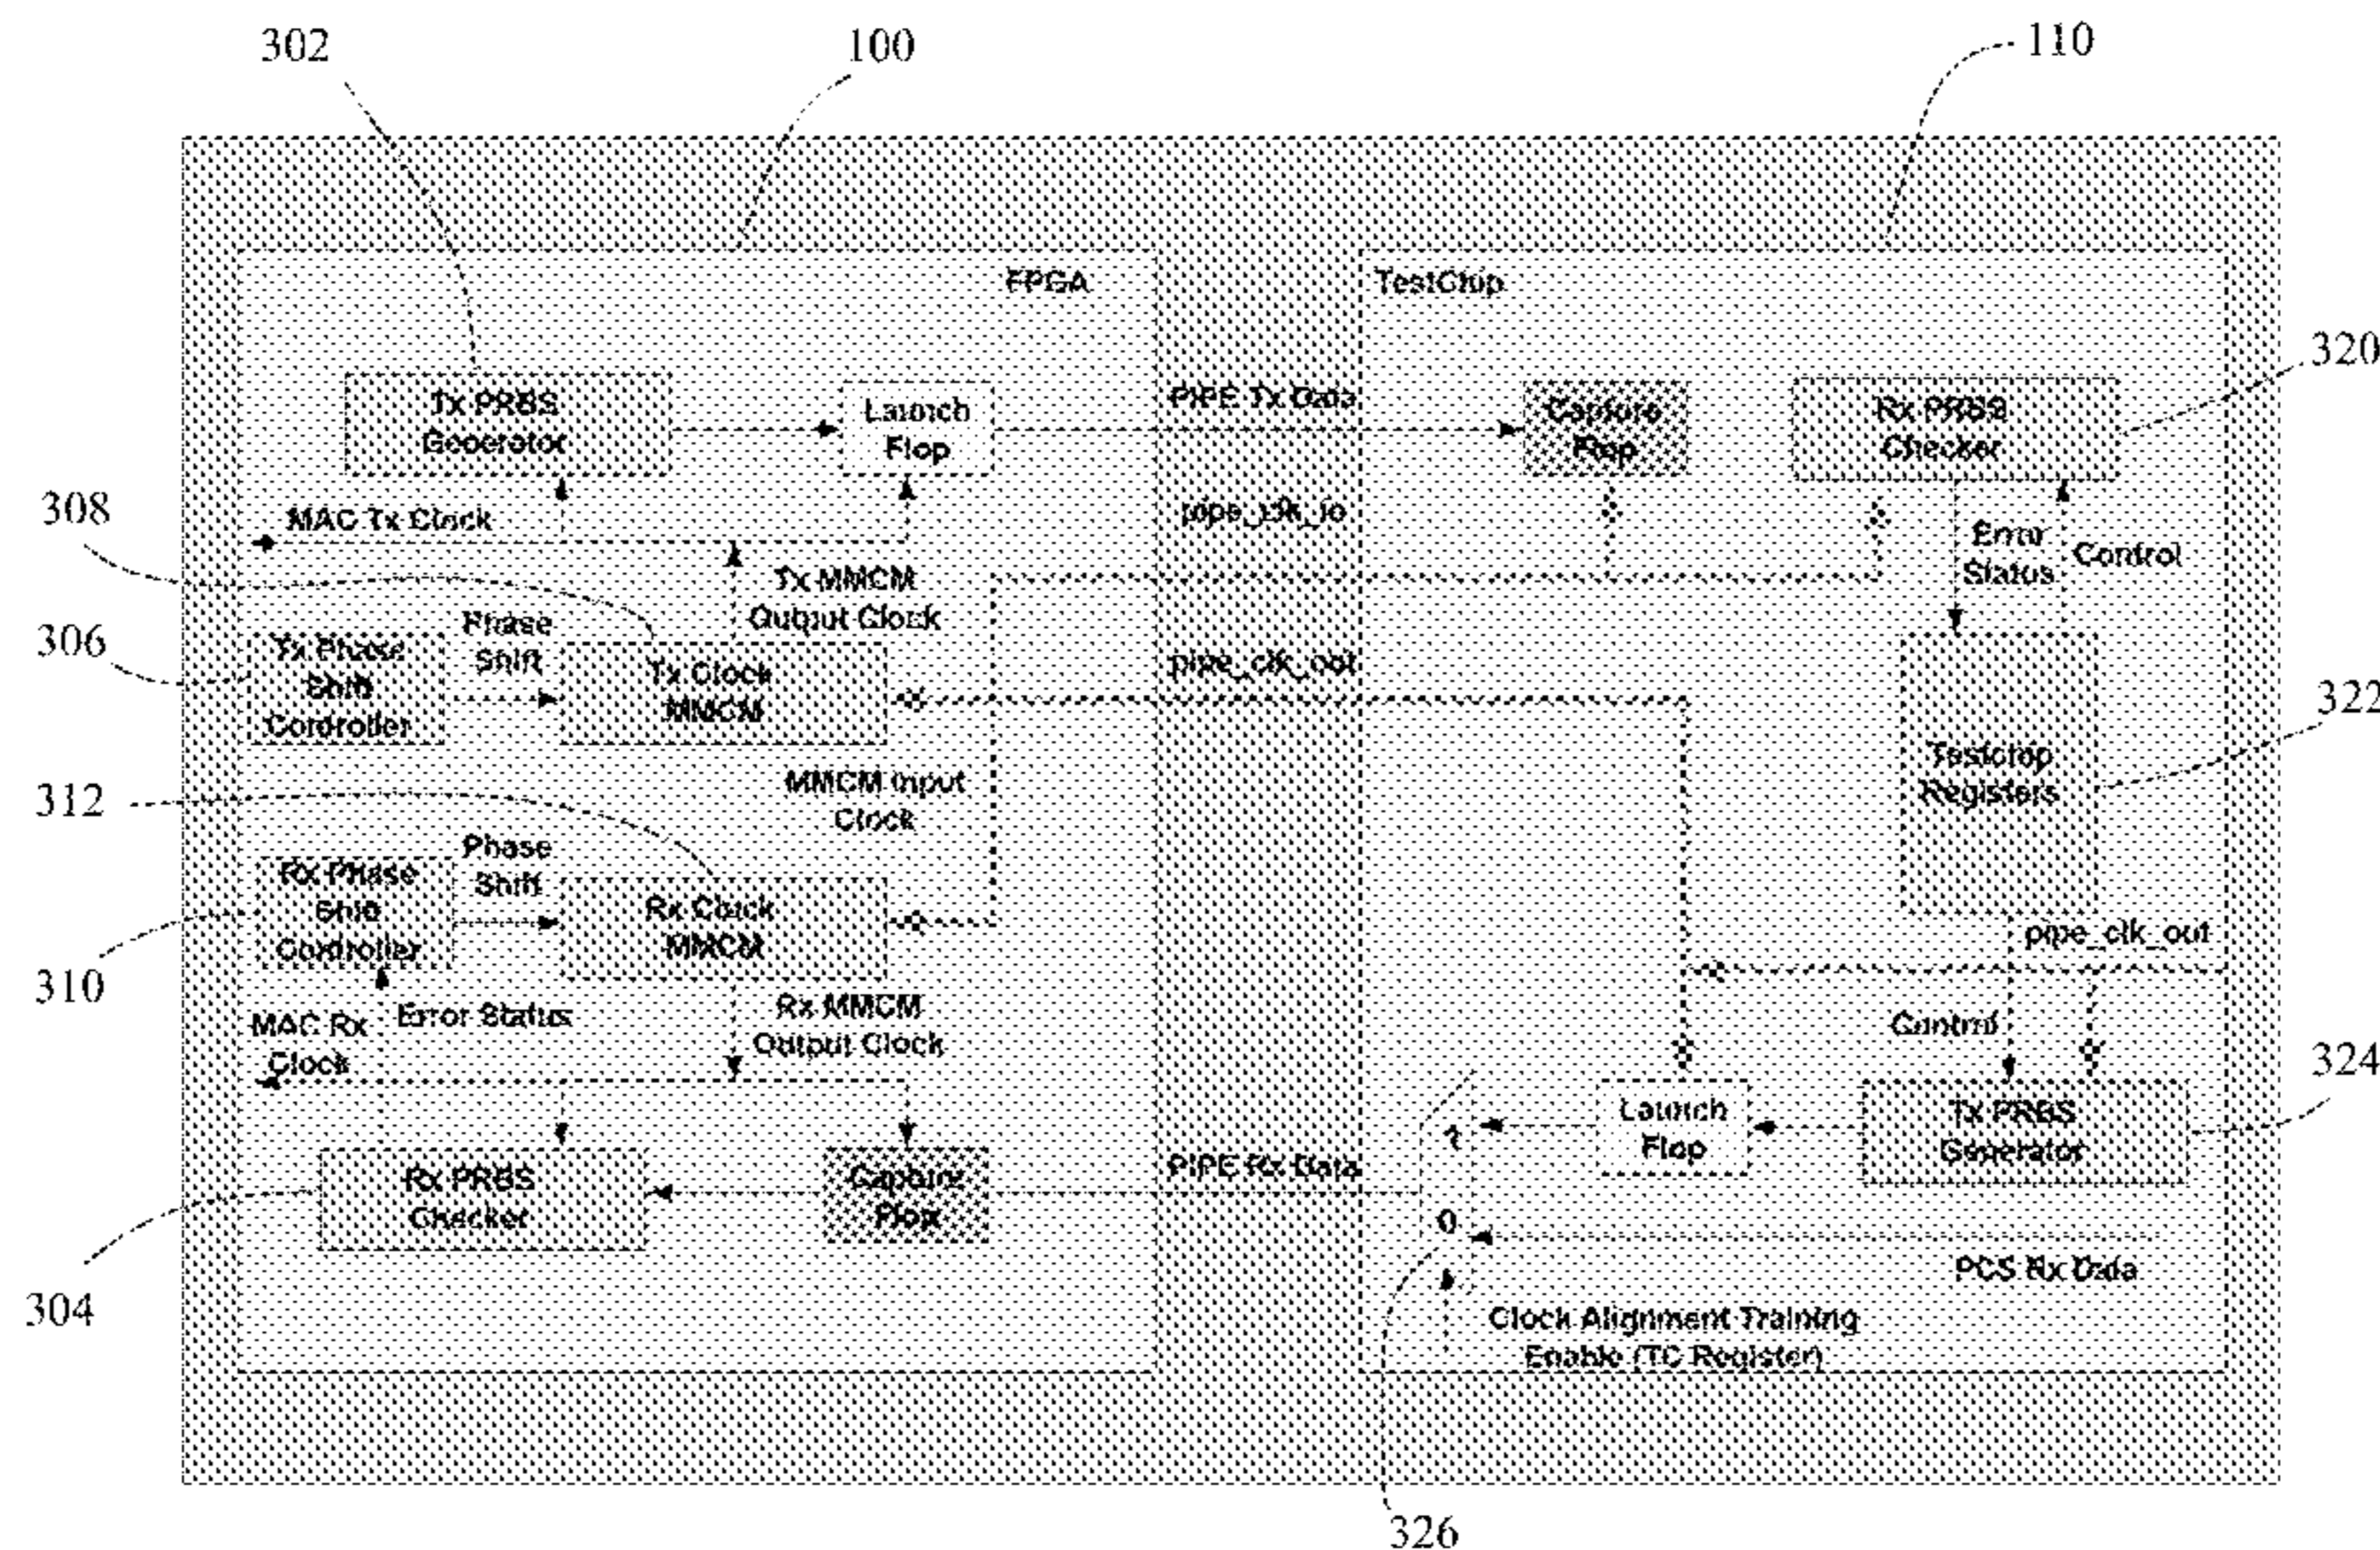 302
100
110
FPGA
TestChip
320
Tx PRBS
Generator
Launch
Flop
PIPE Tx Data
Capture
Flop
Rx PRBS
Checker
308
MAC Tx Clock
Error
Status
Control
Tx MMCM
Output Clock
306
Tx Phase
Shift
Controller
Phase
Shift
Tx Clock
MMCM
pipe_clk_out
322
Testchip
Registers
312
MMCM Input
Clock
310
Rx Phase
Shift
Controller
Phase
Shift
Rx Clock
MMCM
pipe_clk_out
MAC Rx
Clock
Error Status
Rx MMCM
Output Clock
Control
324
Launch
Flop
Tx PRBS
Generator
1
0
304
Rx PRBS
Checker
Capture
Flop
PIPE Rx Data
PCS Rx Data
Clock Alignment Training
Enable (TC Register)
326